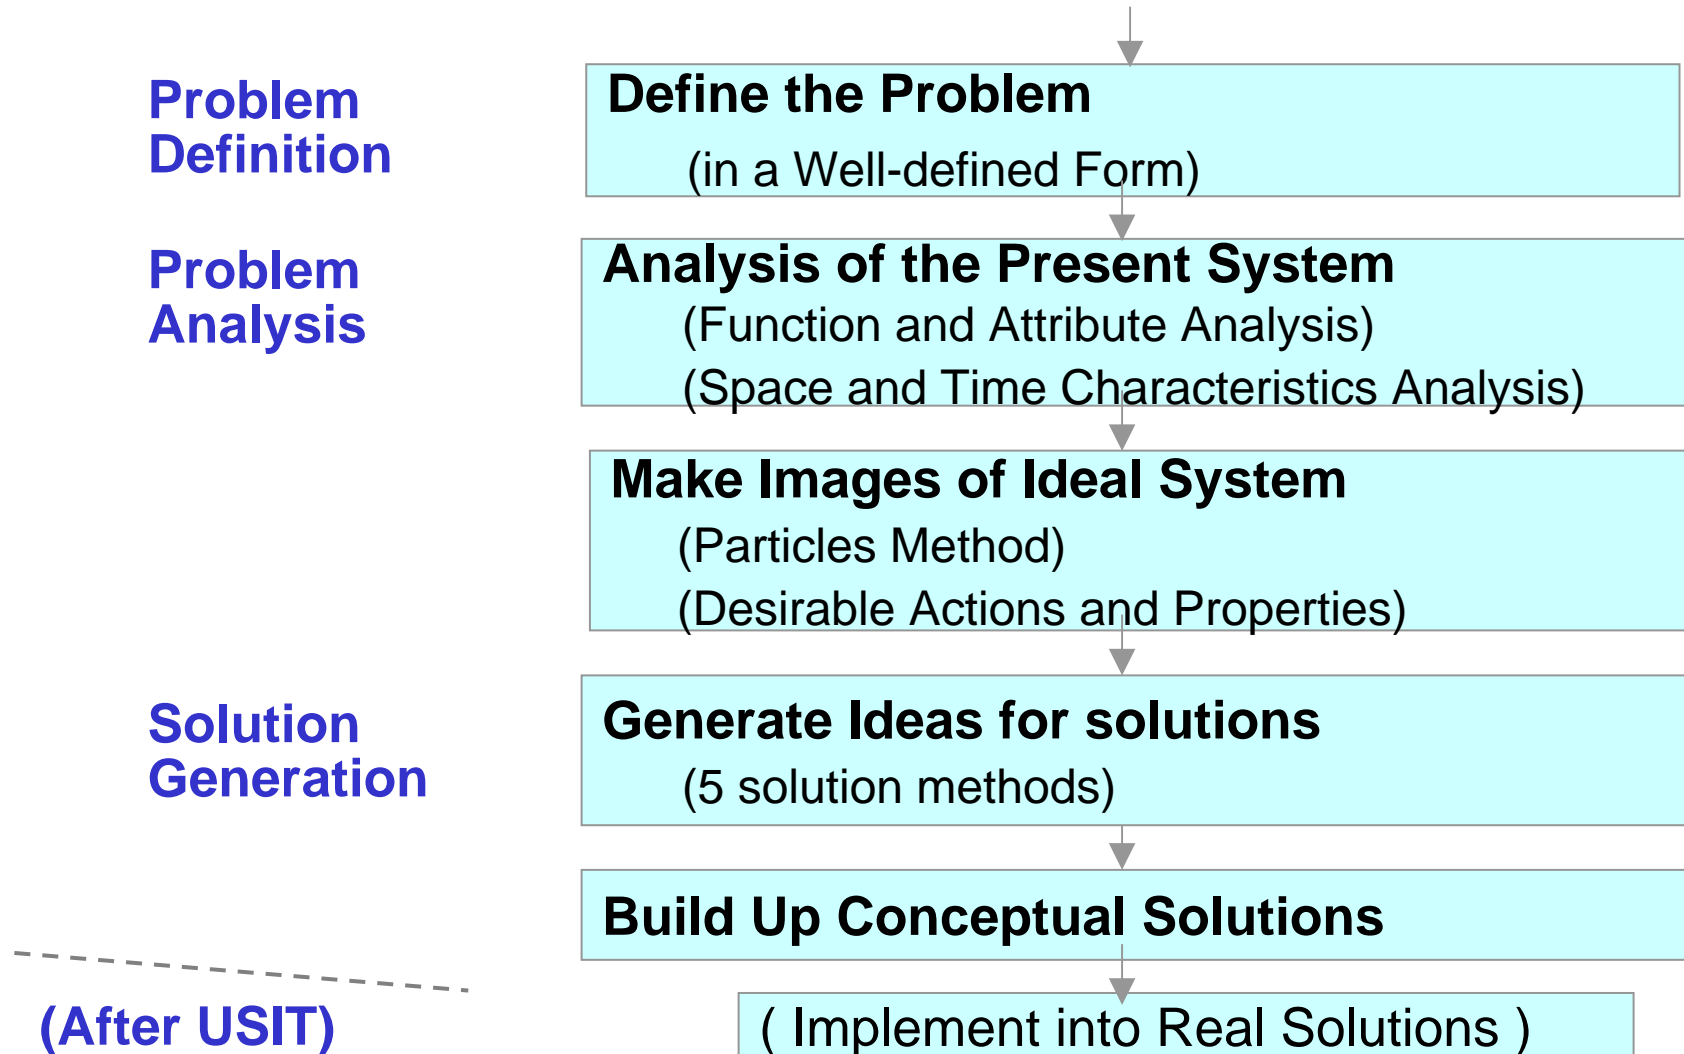 Problem
Definition
Define the Problem
(in a Well-defined Form)
Problem
Analysis
Analysis of the Present System
(Function and Attribute Analysis)
(Space and Time Characteristics Analysis)
Make Images of Ideal System
(Particles Method)
(Desirable Actions and Properties)
Solution
Generation
Generate Ideas for solutions
(5 solution methods)
Build Up Conceptual Solutions
(After USIT)
( Implement into Real Solutions )